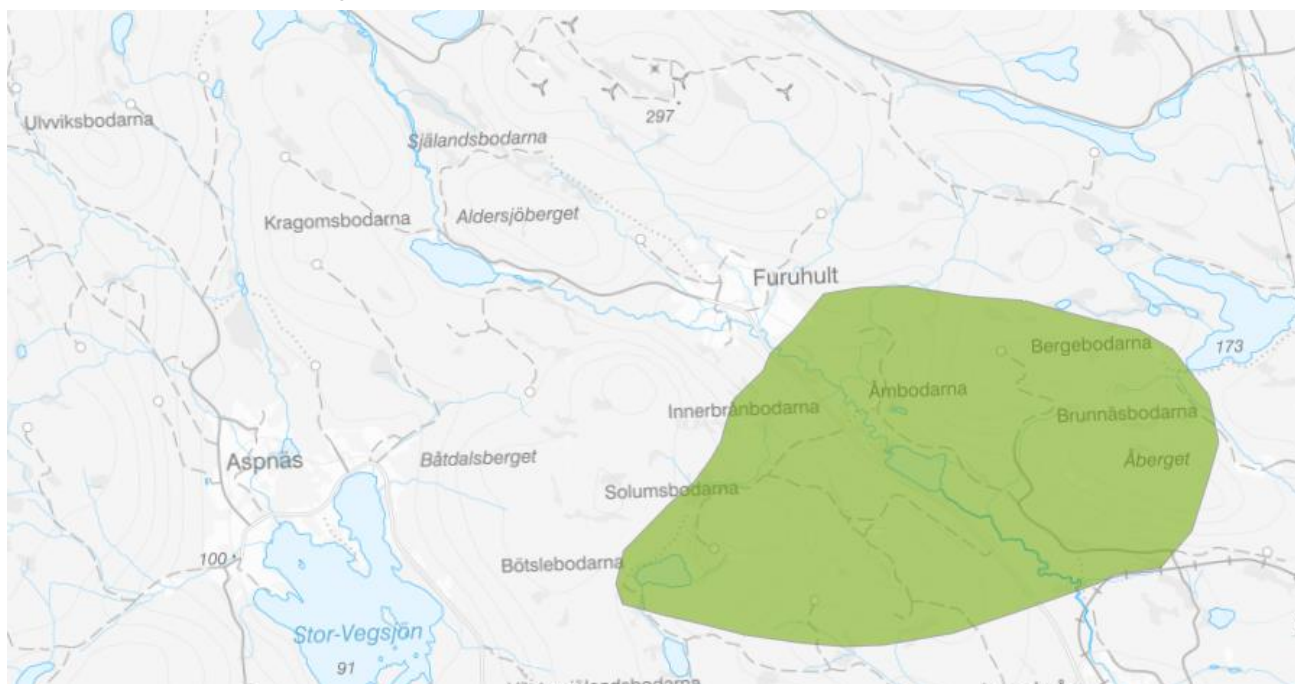 297
Ulvviksbodarna
Själandsbodarna
Kragomsbodarna
Aldersjöberget
Furuhult
Bergebodarna
173
Åmbodarna
Innerbrånbodarna
Brunnäsbodarna
Aspnäs
Båtdalsberget
Åberget
Solumsbodarna
100
Bötslebodarna
Stor-Vegsjön
91